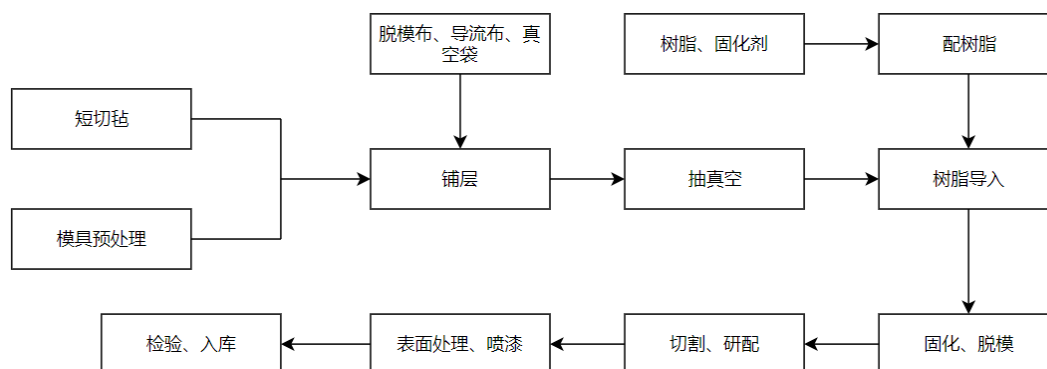 脱模布、导流布、真
空袋
树脂、固化剂
配树脂
短切毡
铺层
抽真空
树脂导入
模具预处理
检验、入库
表面处理、喷漆
切割、研配
固化、脱模